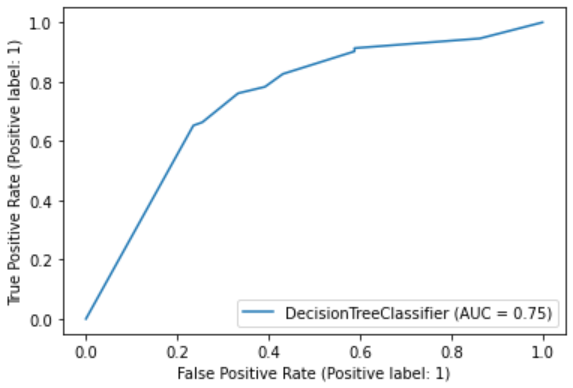 1.0
0.8
0.6
0.4
0.2
0.0
True Positive Rate (Positive label: 1)
DecisionTreeClassifier (AUC = 0.75)
0.0 0.2 0.4 0.6 0.8 1.0
False Positive Rate (Positive label: 1)